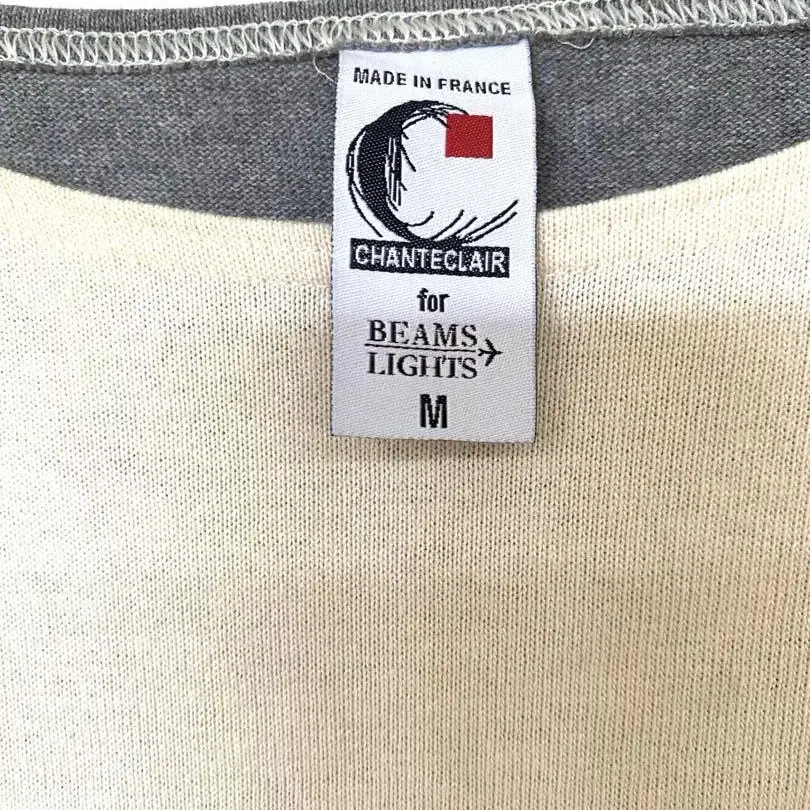 MADE IN FRANCE
CHANTECLAIR
for
BEAMS
LIGHTS
M